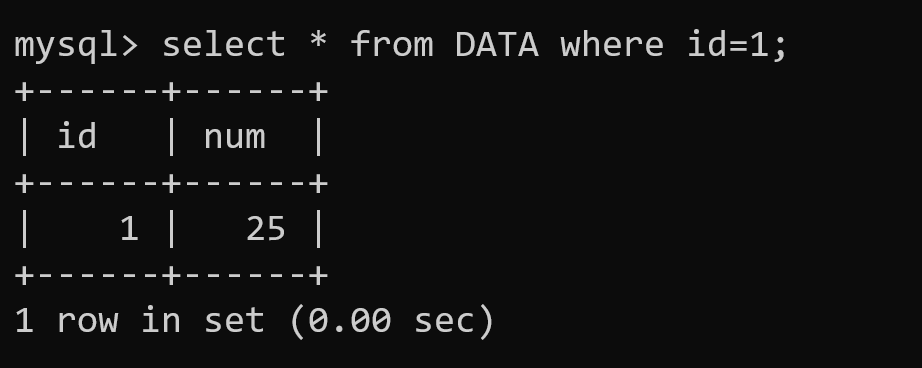 mysql> select * from DATA where id=1;
+------+------+
| id   | num  |
+------+------+
|    1 |   25 |
+------+------+
1 row in set (0.00 sec)